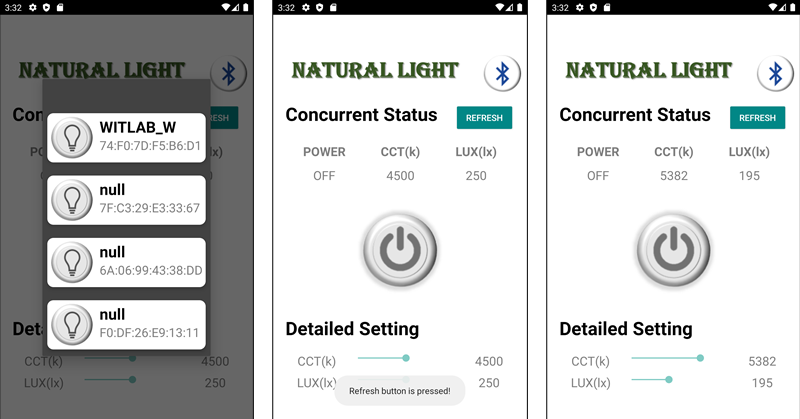 3:32
NATURAL LIGHT
Con
ESH
PO
(lx)
0
WITLAB_W
74:F0:7D:F5:B6:D1
null
7F:C3:29:E3:33:67
null
6A:06:99:43:38:DD
null
F0:DF:26:E9:13:11
Deta
CCT(k) 4500
LUX(lx) 250
3:32
NATURAL LIGHT
Concurrent Status REFRESH
POWER CCT(k) LUX(lx)
OFF 4500 250
Detailed Setting
CCT(k) 4500
LUX(lx) 250
Refresh button is pressed!
3:32
NATURAL LIGHT
Concurrent Status REFRESH
POWER CCT(k) LUX(lx)
OFF 5382 195
Detailed Setting
CCT(k) 5382
LUX(lx) 195